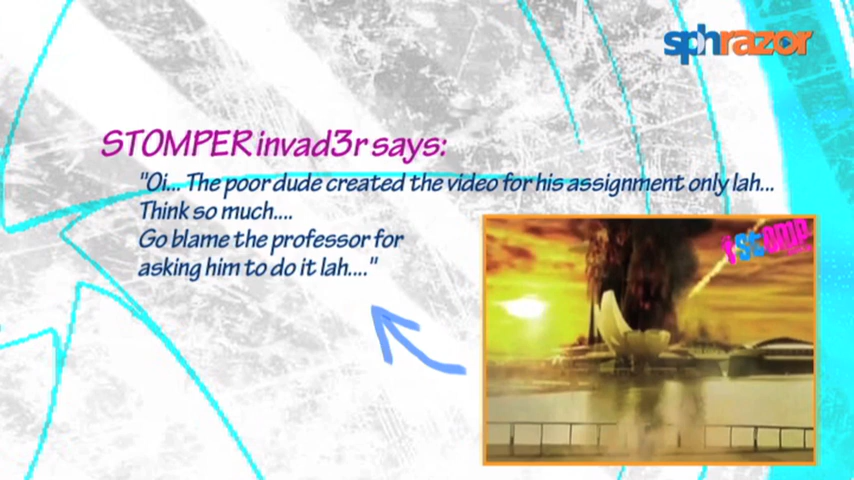 sphrazor
STOMPER invad3r says:
"Oi... The poor dude created the video for his assignment only lah...
Think so much....
Go blame the professor for
asking him to do it lah...."
stomp